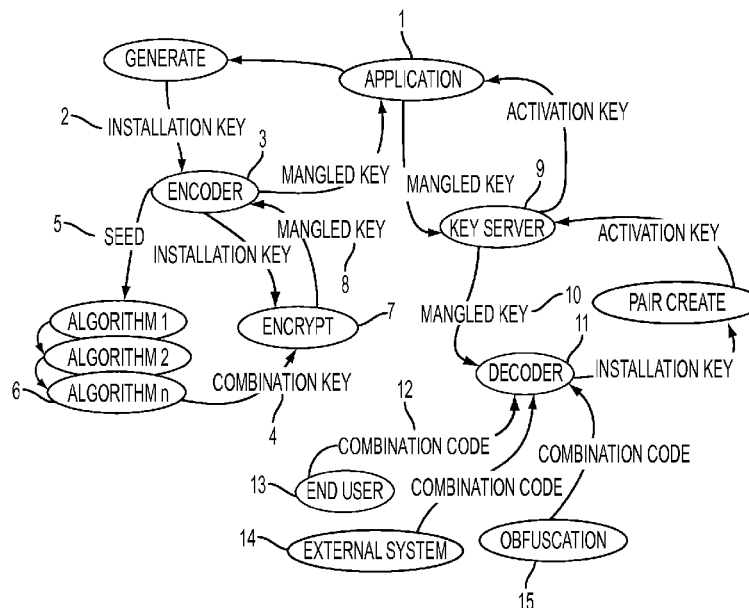 1
GENERATE
APPLICATION
2
INSTALLATION KEY
ACTIVATION KEY
3
ENCODER
MANGLED KEY
MANGLED KEY
9
5
SEED
MANGLED KEY
KEY SERVER
INSTALLATION KEY
8
ACTIVATION KEY
ALGORITHM 1
ENCRYPT
7
MANGLED KEY
10
PAIR CREATE
ALGORITHM 2
11
6
ALGORITHM n
COMBINATION KEY
DECODER
INSTALLATION KEY
4
12
COMBINATION CODE
COMBINATION CODE
13
END USER
COMBINATION CODE
14
EXTERNAL SYSTEM
OBFUSCATION
15